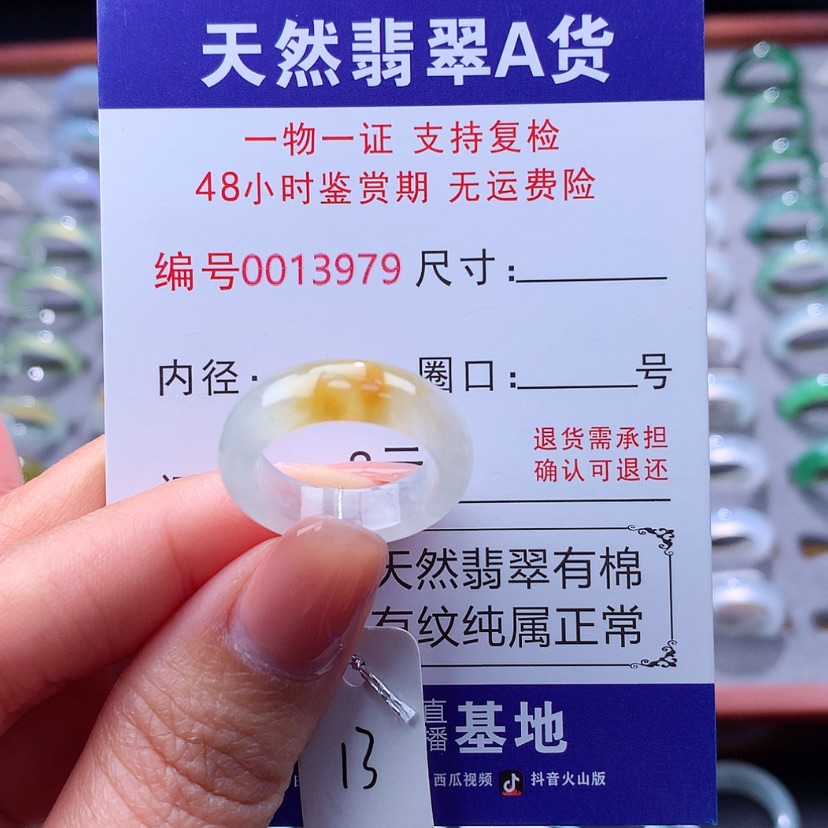 天然翡翠A货
一物一证 支持复检
48小时鉴赏期 无运费险
编号0013979 尺寸:
内径: 圈口: 号
退货需承担
确认可退还
元
天然翡翠有棉
有纹纯属正常
直播基地
西瓜视频 抖音火山版
13